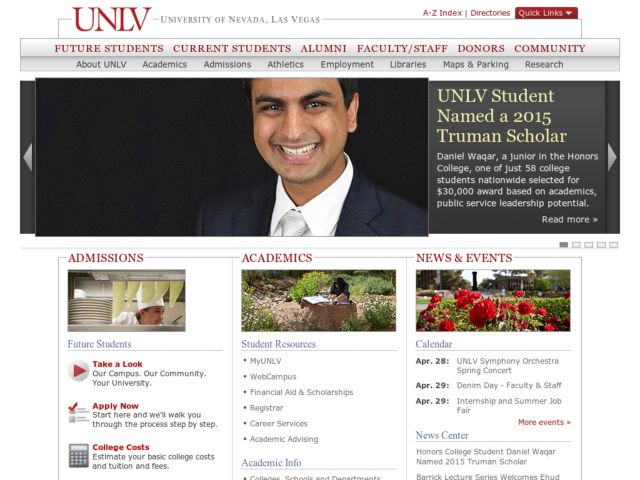 UNLV UNIVERSITY OF NEVADA, LAS VEGAS
A-Z Index | Directories Quick Links
FUTURE STUDENTS CURRENT STUDENTS ALUMNI FACULTY/STAFF DONORS COMMUNITY
About UNLV Academics Admissions Athletics Employment Libraries Maps & Parking Research
UNLV Student
Named a 2015
Truman Scholar
Daniel Waqar, a junior in the Honors
College, one of just 58 college
students nationwide selected for
$30,000 award based on academics,
public service leadership potential.
Read more »
ADMISSIONS
Future Students
Take a Look
Our Campus. Our Community.
Your University.
Apply Now
Start here and we'll walk you
through the process step by step.
College Costs
Estimate your basic college
costs and tuition and fees.
ACADEMICS
Student Resources
• MyUNLV
• WebCampus
• Financial Aid & Scholarships
• Registrar
• Career Services
• Academic Advising
Academic Info
• Colleges, Schools and Departments
NEWS & EVENTS
Calendar
Apr. 28: UNLV Symphony Orchestra
Spring Concert
Apr. 29: Denim Day - Faculty & Staff
Apr. 29: Internship and Summer Job
Fair
More events »
News Center
Honors College Student Daniel Waqar
Named 2015 Truman Scholar
Barrick Lecture Series Welcomes Ehud